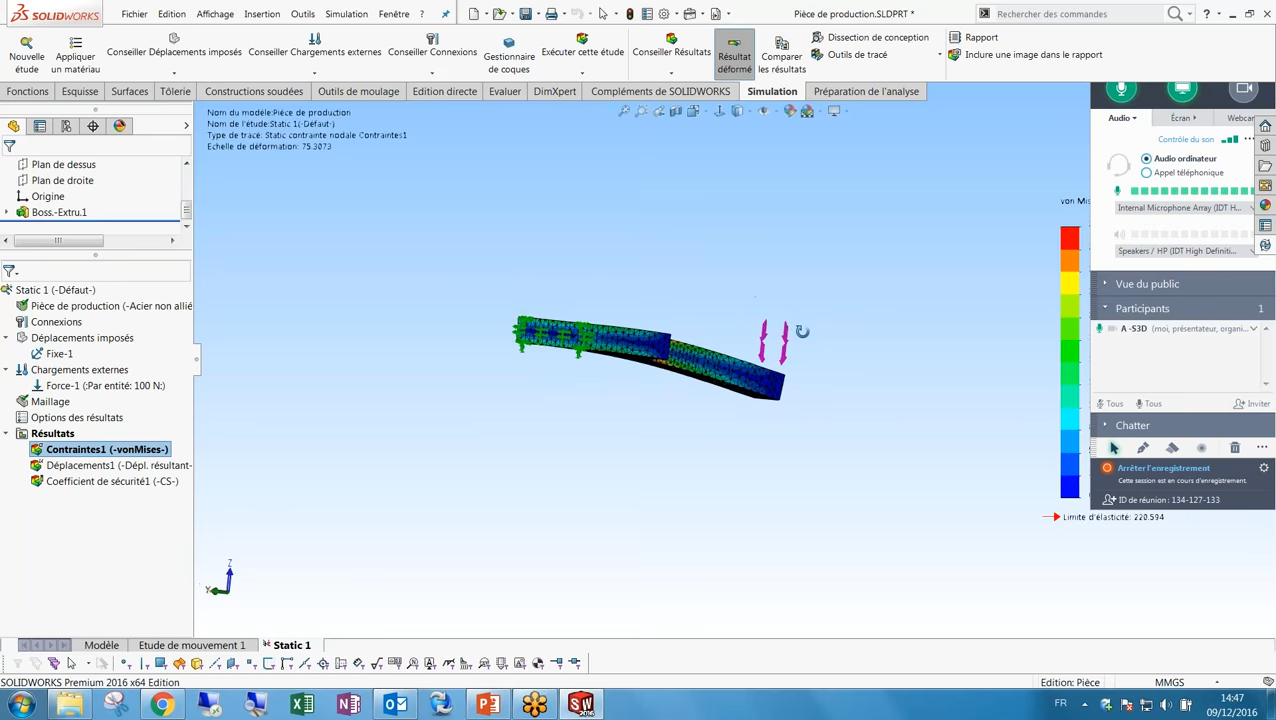 SOLIDWORKS
Fichier Edition Affichage Insertion Outils Simulation Fenêtre ?
Pièce de production.SLDPRT *
Rechercher des commandes
Nouvelle étude
Appliquer un matériau
Conseiller Déplacements imposés
Conseiller Chargements externes
Conseiller Connexions
Gestionnaire de coques
Exécuter cette étude
Conseiller Résultats
Résultat déformé
Comparer les résultats
Dissection de conception
Outils de tracé
Rapport
Inclure une image dans le rapport
Fonctions Esquisse Surfaces Tôlerie Constructions soudées Outils de moulage Evaluer DimXpert Compléments de SOLIDWORKS Simulation Préparation de l'analyse
Nom du modèle:Pièce de production
Nom de l'étude:Static 1(-Défaut-)
Type de tracé: Static contrainte nodale Contraintes1
Echelle de déformation: 75.3073
Plan de dessus
Plan de droite
Origine
Boss.-Extru.1
Static 1 (-Défaut-)
Pièce de production (-Acier non allié
Connexions
Déplacements imposés
Fixe-1
Chargements externes
Force-1 (:Par entité: 100 N:)
Maillage
Options des résultats
Résultats
Contraintes1 (-vonMises-)
Déplacements1 (-Dépl. résultant-
Coefficient de sécurité1 (-CS-)
Z
Y
von Mis
Limite d'élasticité: 220.594
Audio Écran Webcam
Contrôle du son
Audio ordinateur
Appel téléphonique
Internal Microphone Array (IDT H...
Speakers / HP (IDT High Definiti...
Vue du public
Participants
A -S3D (moi, présentateur, organi...
Tous Tous Inviter
Chatter
Arrêter l'enregistrement
Cette session est en cours d'enregistrement.
ID de réunion : 134-127-133
Modèle Etude de mouvement 1 Static 1
SOLIDWORKS Premium 2016 x64 Edition
Edition: Pièce
MMGS
FR
14:47
09/12/2016